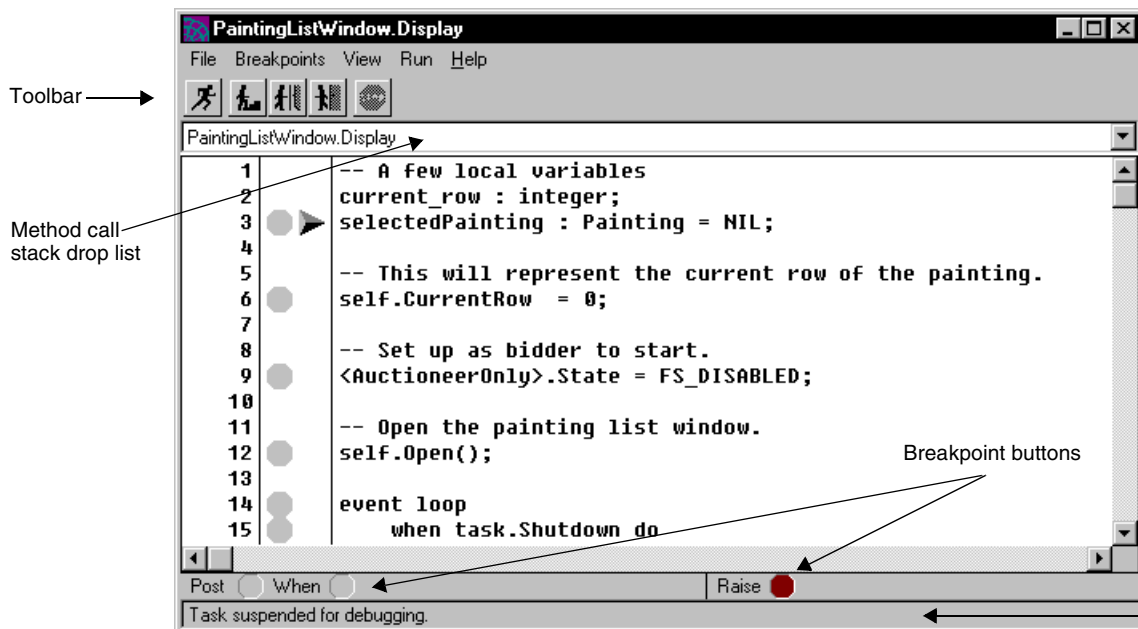 PaintingListWindow.Display
File Breakpoints View Run Help
Toolbar
PaintingListWindow.Display
1 -- A few local variables
2 current_row : integer;
3 selectedPainting : Painting = NIL;
Method call
stack drop list
4
5 -- This will represent the current row of the painting.
6 self.CurrentRow  = 0;
7
8 -- Set up as bidder to start.
9 <AuctioneerOnly>.State = FS_DISABLED;
10
11 -- Open the painting list window.
12 self.Open();
Breakpoint buttons
13
14 event loop
15     when task.Shutdown do
Post When Raise
Task suspended for debugging.